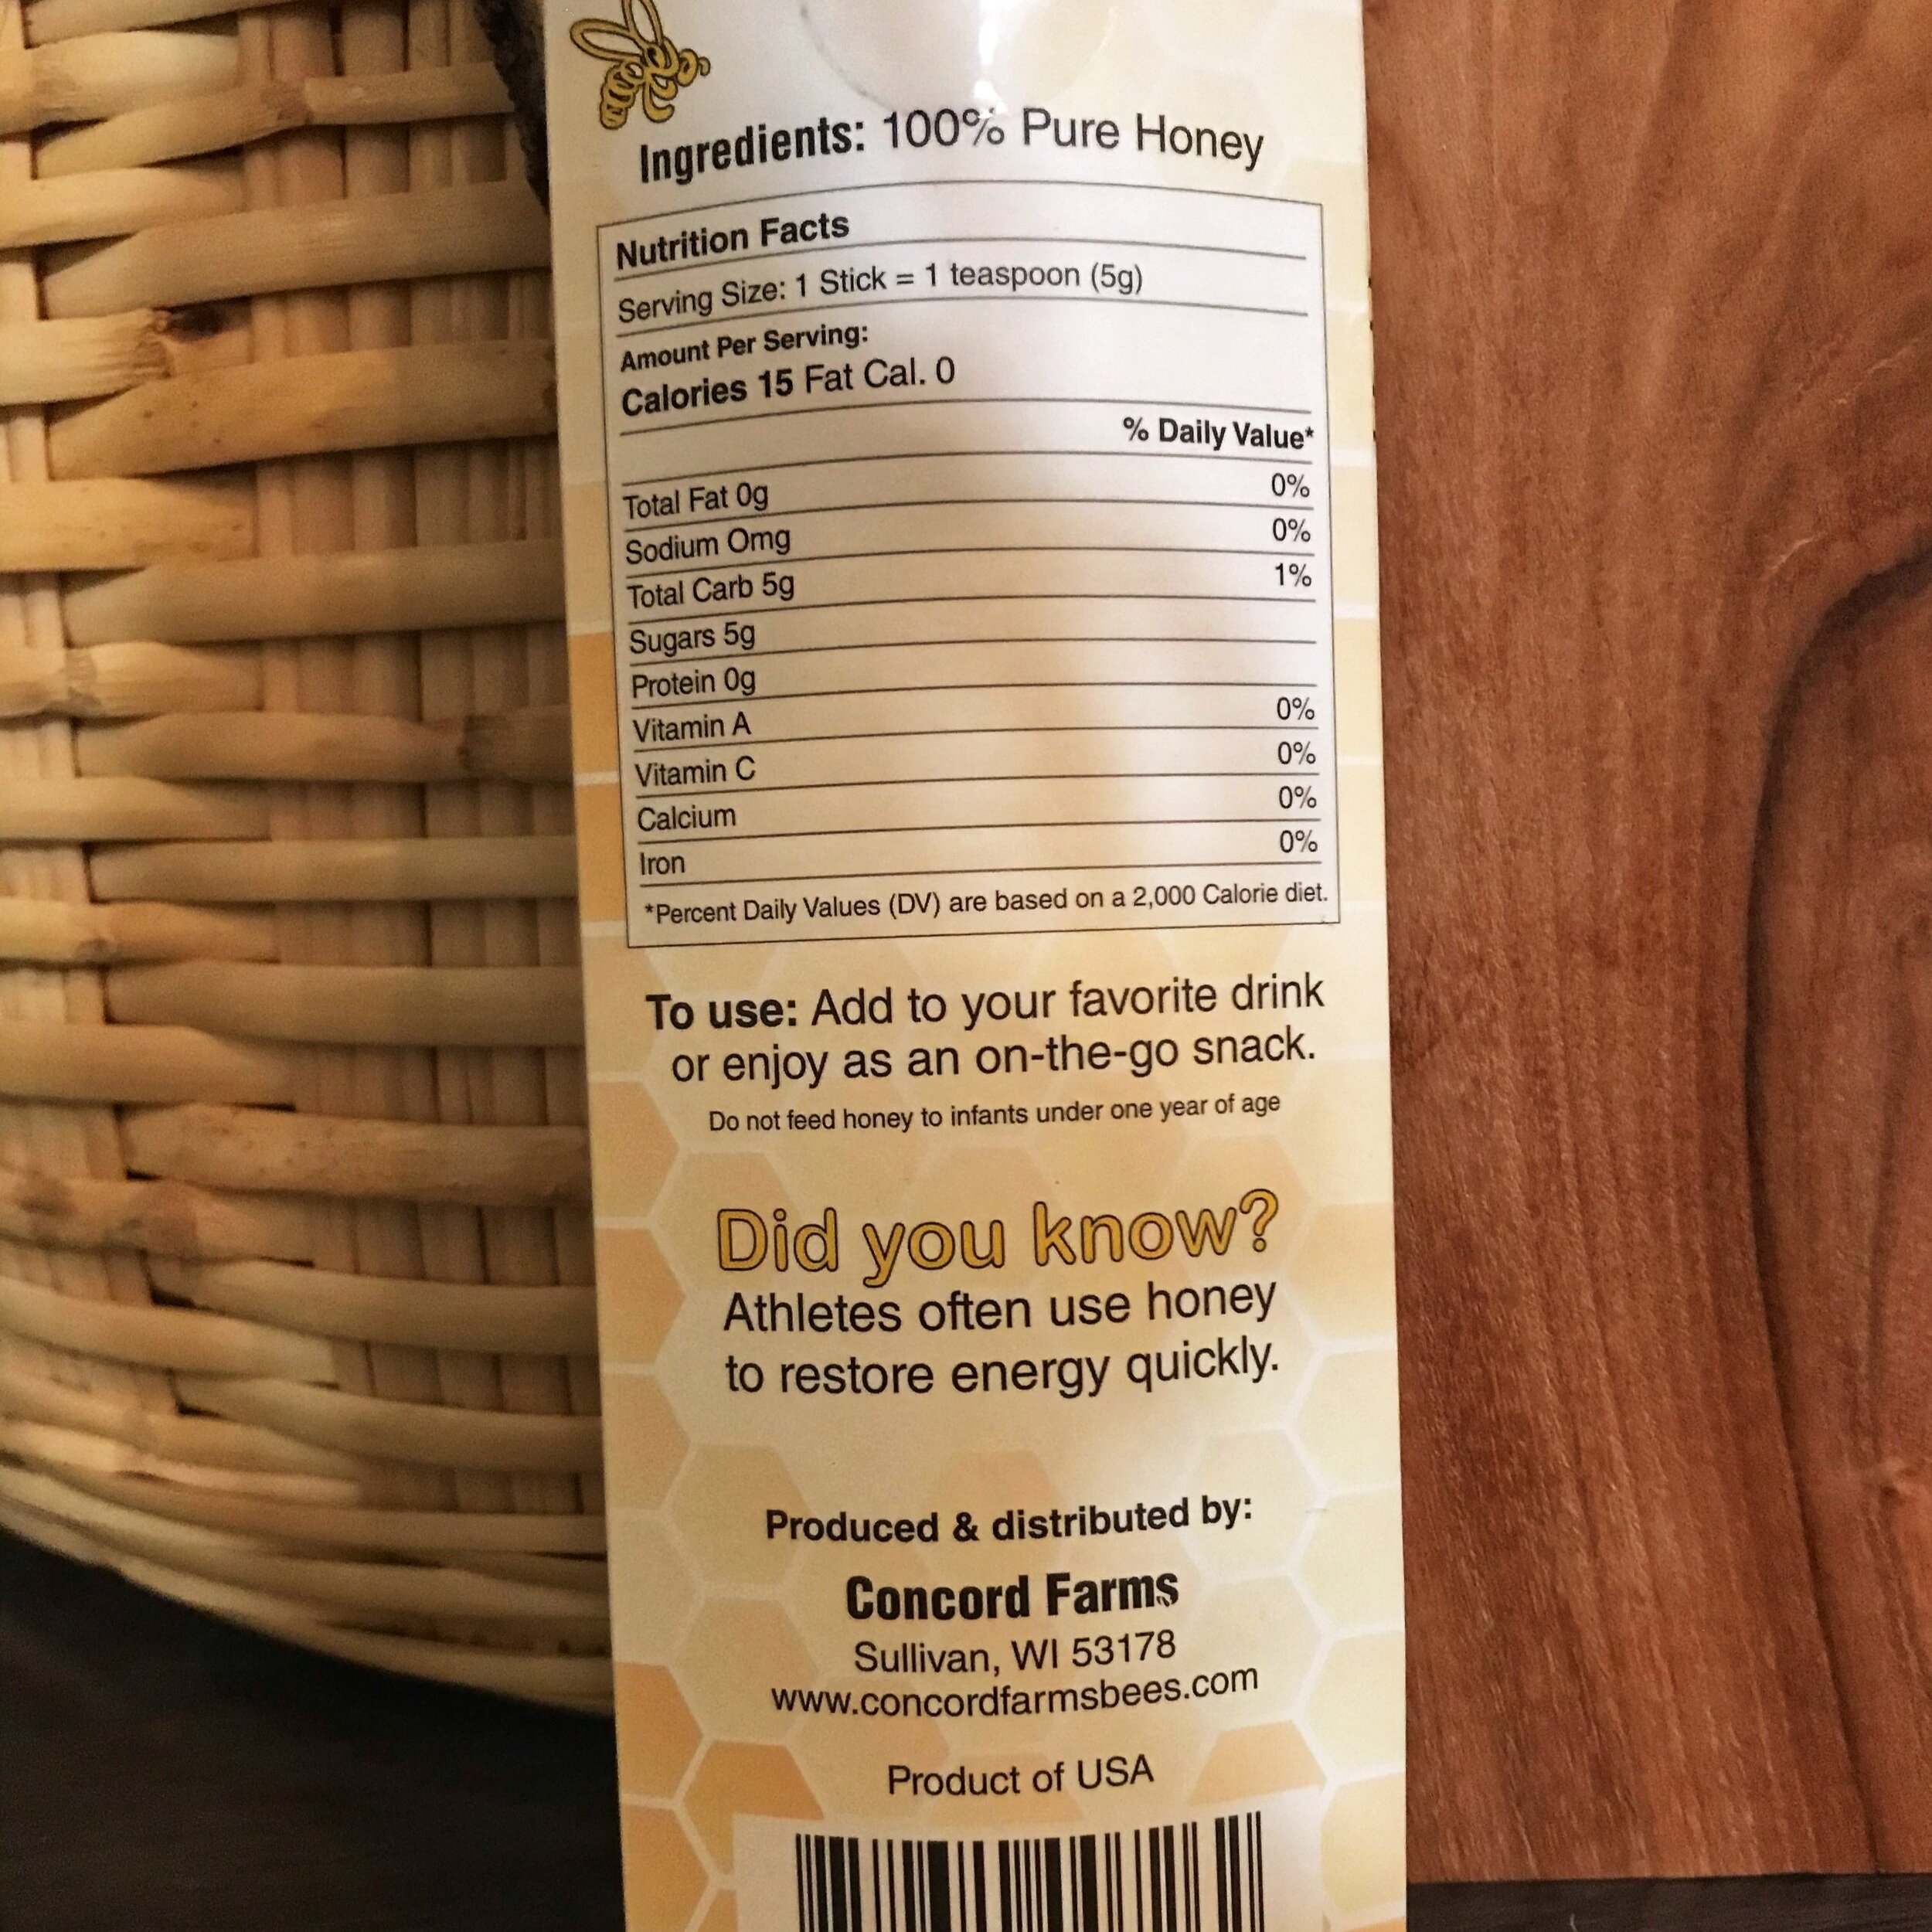 Ingredients: 100% Pure Honey
Nutrition Facts
Serving Size: 1 Stick = 1 teaspoon (5g)
Amount Per Serving:
Calories 15 Fat Cal. 0
% Daily Value*
Total Fat 0g 0%
Sodium 0mg 0%
Total Carb 5g 1%
Sugars 5g
Protein 0g
Vitamin A 0%
Vitamin C 0%
Calcium 0%
Iron 0%
*Percent Daily Values (DV) are based on a 2,000 Calorie diet.
To use: Add to your favorite drink
or enjoy as an on-the-go snack.
Do not feed honey to infants under one year of age
Did you know?
Athletes often use honey
to restore energy quickly.
Produced & distributed by:
Concord Farms
Sullivan, WI 53178
www.concordfarmsbees.com
Product of USA